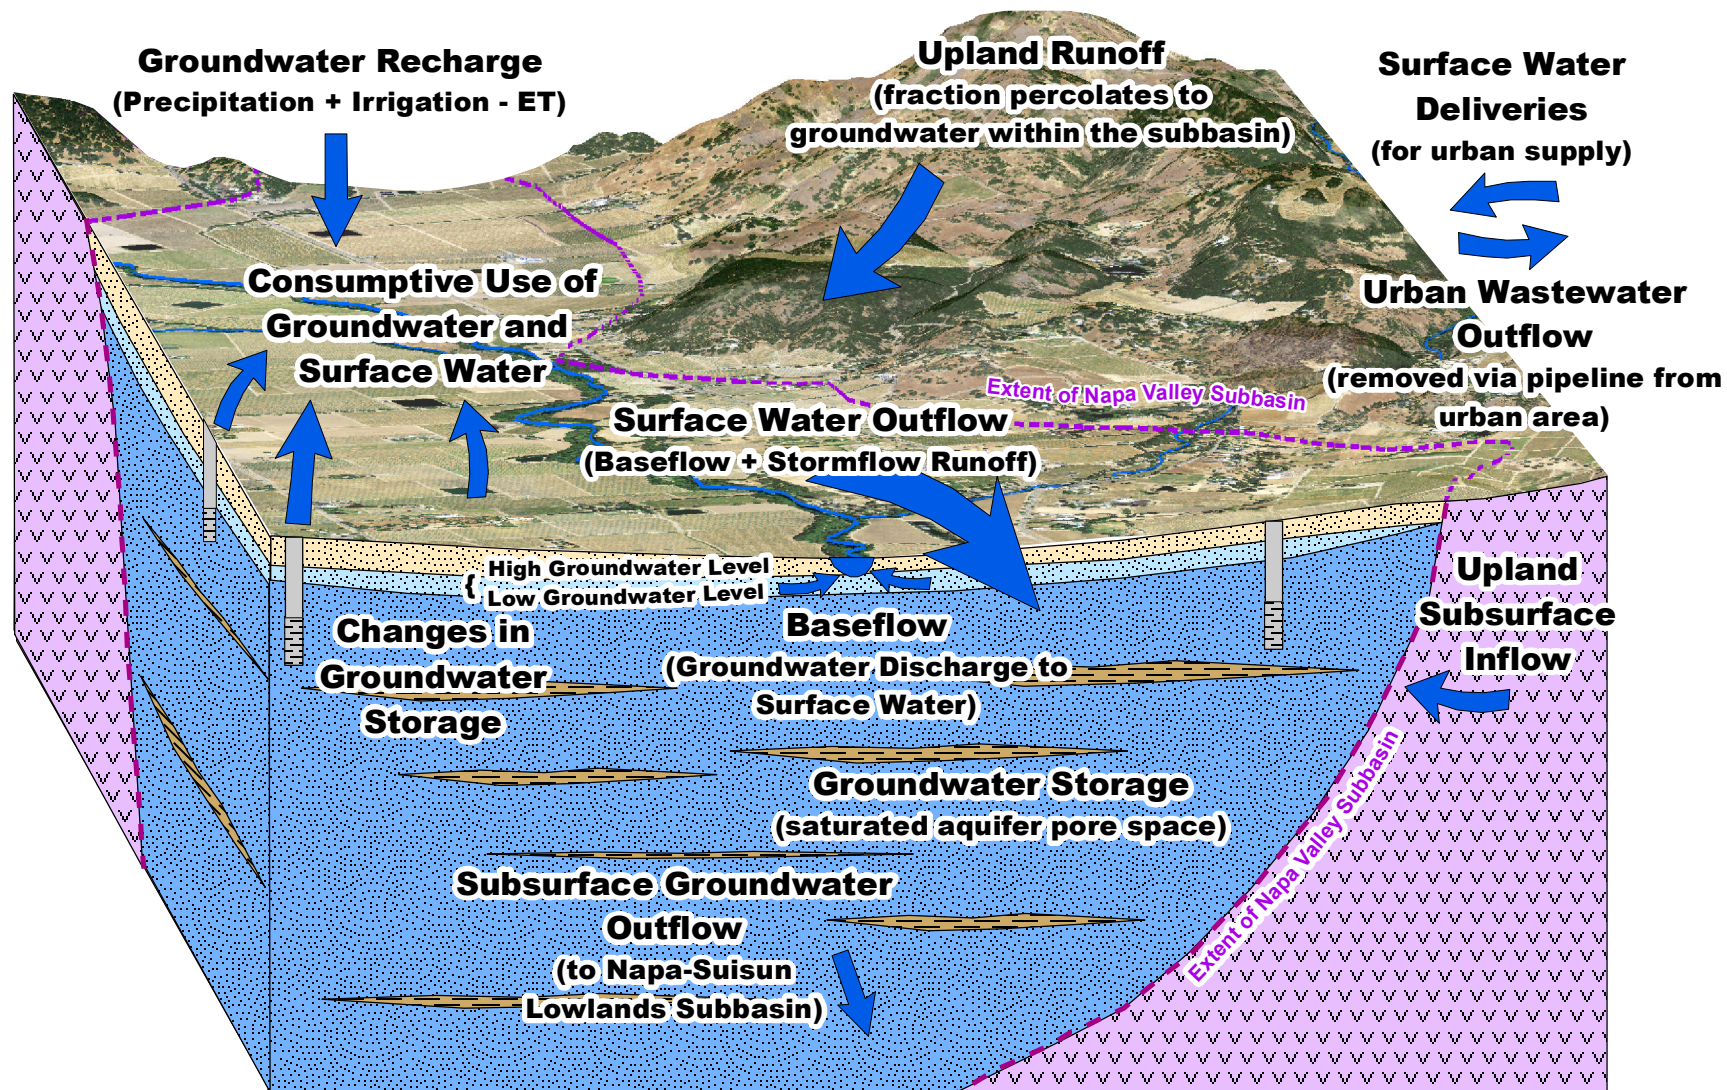 Groundwater Recharge
(Precipitation + Irrigation - ET)
Upland Runoff
(fraction percolates to
groundwater within the subbasin)
Surface Water
Deliveries
(for urban supply)
Urban Wastewater
Outflow
(removed via pipeline from
urban area)
Consumptive Use of
Groundwater and
Surface Water
Extent of Napa Valley Subbasin
Surface Water Outflow
(Baseflow + Stormflow Runoff)
{ High Groundwater Level
Low Groundwater Level
Upland
Subsurface
Inflow
Changes in
Groundwater
Storage
Baseflow
(Groundwater Discharge to
Surface Water)
Groundwater Storage
(saturated aquifer pore space)
Extent of Napa Valley Subbasin
Subsurface Groundwater
Outflow
(to Napa-Suisun
Lowlands Subbasin)